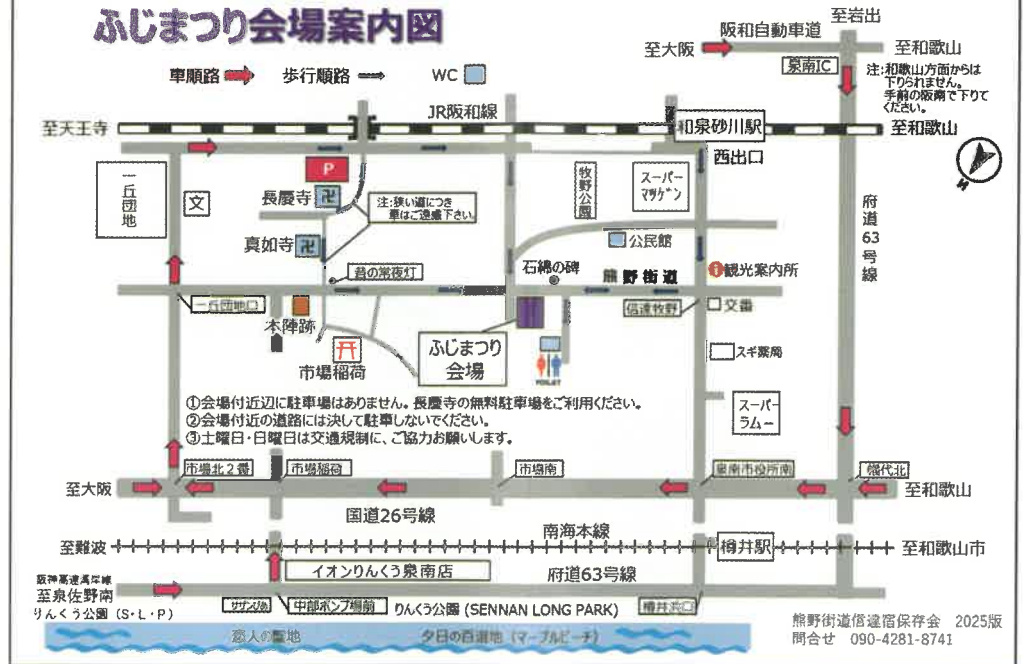 ふじまつり会場案内図
車順路
歩行順路
WC
至岩出
阪和自動車道
至大阪
至和歌山
泉南IC
注:和歌山方面からは
下りられません。
手前の阪南で下りて
ください。
JR阪和線
至天王寺
和泉砂川駅
至和歌山
西出口
N
一丘団地
文
P
長慶寺
卍
注:狭い道につき
車はご遠慮下さい。
牧野公園
スーパー
マツゲン
府道63号線
真如寺
卍
公民館
昔の常夜灯
石綿の碑
熊野街道
i観光案内所
一丘団地口
本陣跡
信達牧野
交番
市場稲荷
ふじまつり
会場
TOILET
スギ薬局
スーパー
ラムー
①会場付近辺に駐車場はありません。長慶寺の無料駐車場をご利用ください。
②会場付近の道路には決して駐車しないでください。
③土曜日・日曜日は交通規制に、ご協力お願いします。
市場北2番
市場稲荷
市場南
泉南市役所南
幡代北
至大阪
至和歌山
国道26号線
南海本線
至難波
樽井駅
至和歌山市
イオンりんくう泉南店
府道63号線
阪神高速湾岸線
至泉佐野南
りんくう公園(S・L・P)
サザンぴあ
中部ポンプ場前
りんくう公園 (SENNAN LONG PARK)
樽井浜口
恋人の聖地
夕日の百選地(マーブルビーチ)
熊野街道信達宿保存会 2025版
問合せ 090-4281-8741